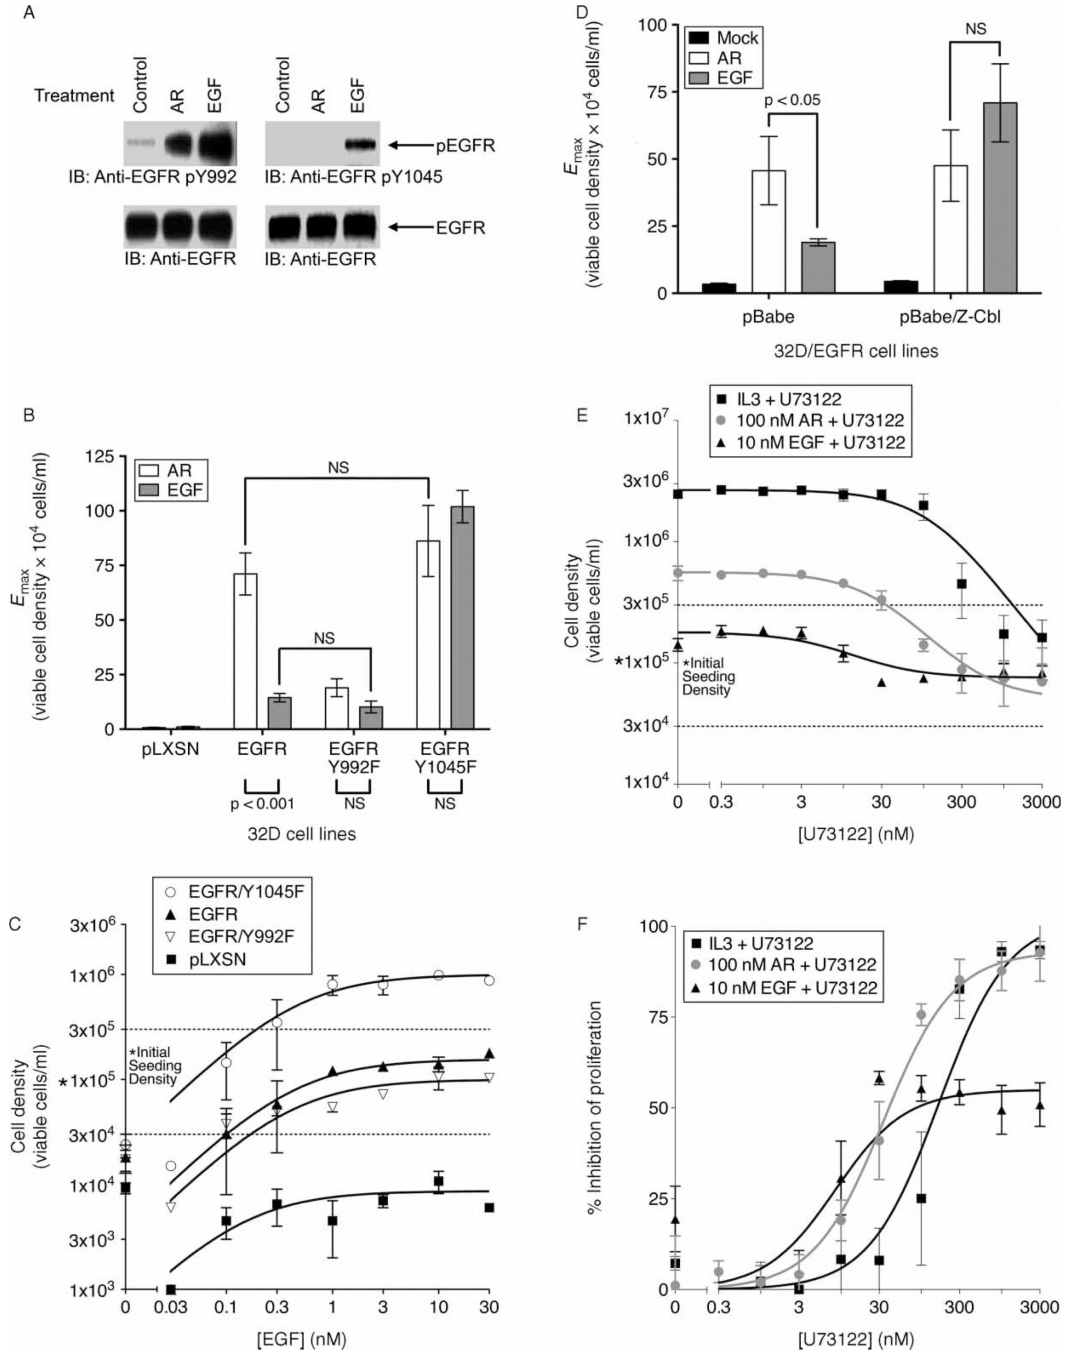 A
Treatment
Control
AR
EGF
Control
AR
EGF
pEGFR
IB: Anti-EGFR pY992
IB: Anti-EGFR pY1045
EGFR
IB: Anti-EGFR
IB: Anti-EGFR
B
Emax
(viable cell density × 10⁴ cells/ml)
125
100
75
50
25
0
AR
EGF
NS
NS
pLXSN
EGFR
EGFR
Y992F
EGFR
Y1045F
p < 0.001
NS
NS
32D cell lines
C
EGFR/Y1045F
EGFR
EGFR/Y992F
pLXSN
Cell density
(viable cells/ml)
3x10⁶
1x10⁶
3x10⁵
*1x10⁵
3x10⁴
1x10⁴
3x10³
1x10³
*Initial
Seeding
Density
0 0.03 0.1 0.3 1 3 10 30
[EGF] (nM)
D
Emax
(viable cell density × 10⁴ cells/ml)
100
75
50
25
0
Mock
AR
EGF
p < 0.05
NS
pBabe
pBabe/Z-Cbl
32D/EGFR cell lines
E
IL3 + U73122
100 nM AR + U73122
10 nM EGF + U73122
Cell density
(viable cells/ml)
1x10⁷
3x10⁶
1x10⁶
3x10⁵
*1x10⁵
3x10⁴
1x10⁴
*Initial
Seeding
Density
0 0.3 3 30 300 3000
[U73122] (nM)
F
IL3 + U73122
100 nM AR + U73122
10 nM EGF + U73122
% Inhibition of proliferation
100
75
50
25
0
0 0.3 3 30 300 3000
[U73122] (nM)